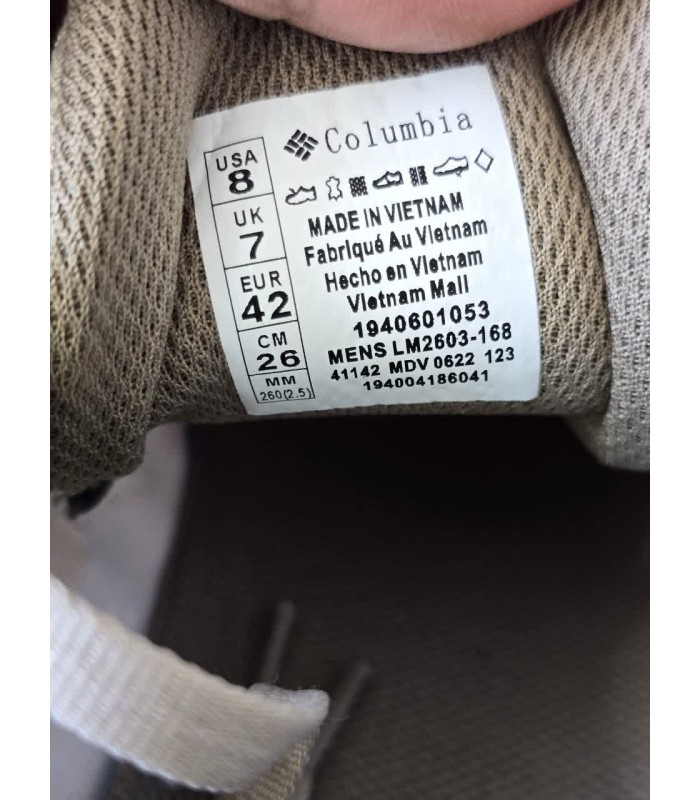 Columbia
USA
8
UK
7
EUR
42
CM
26
MM
260(2.5)
MADE IN VIETNAM
Fabriqué Au Vietnam
Hecho en Vietnam
Vietnam Mall
1940601053
MENS LM2603-168
41142 MDV 0622 123
194004186041